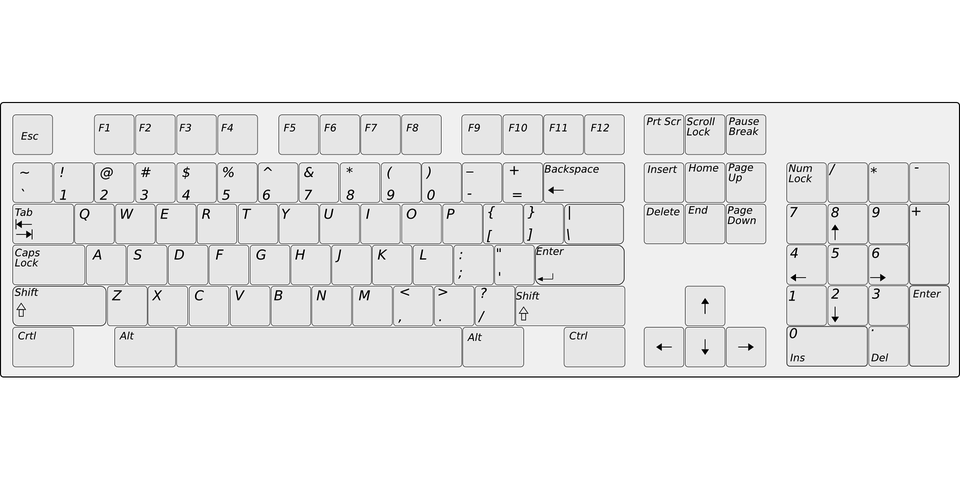 Esc F1 F2 F3 F4 F5 F6 F7 F8 F9 F10 F11 F12 Prt Scr Scroll Lock Pause Break
~ ! @ # $ % ^ & * ( ) _ + Backspace Insert Home Page Up Num Lock / * -
` 1 2 3 4 5 6 7 8 9 0 - = ←
Tab Q W E R T Y U I O P { } | Delete End Page Down 7 8 9 +
[ ] \ ↑
Caps Lock A S D F G H J K L : " Enter 4 5 6
; ' ← →
Shift Z X C V B N M < > ? Shift ↑ 1 2 3 Enter
, . / ↓
Crtl Alt Alt Ctrl ← ↓ → 0 .
Ins Del